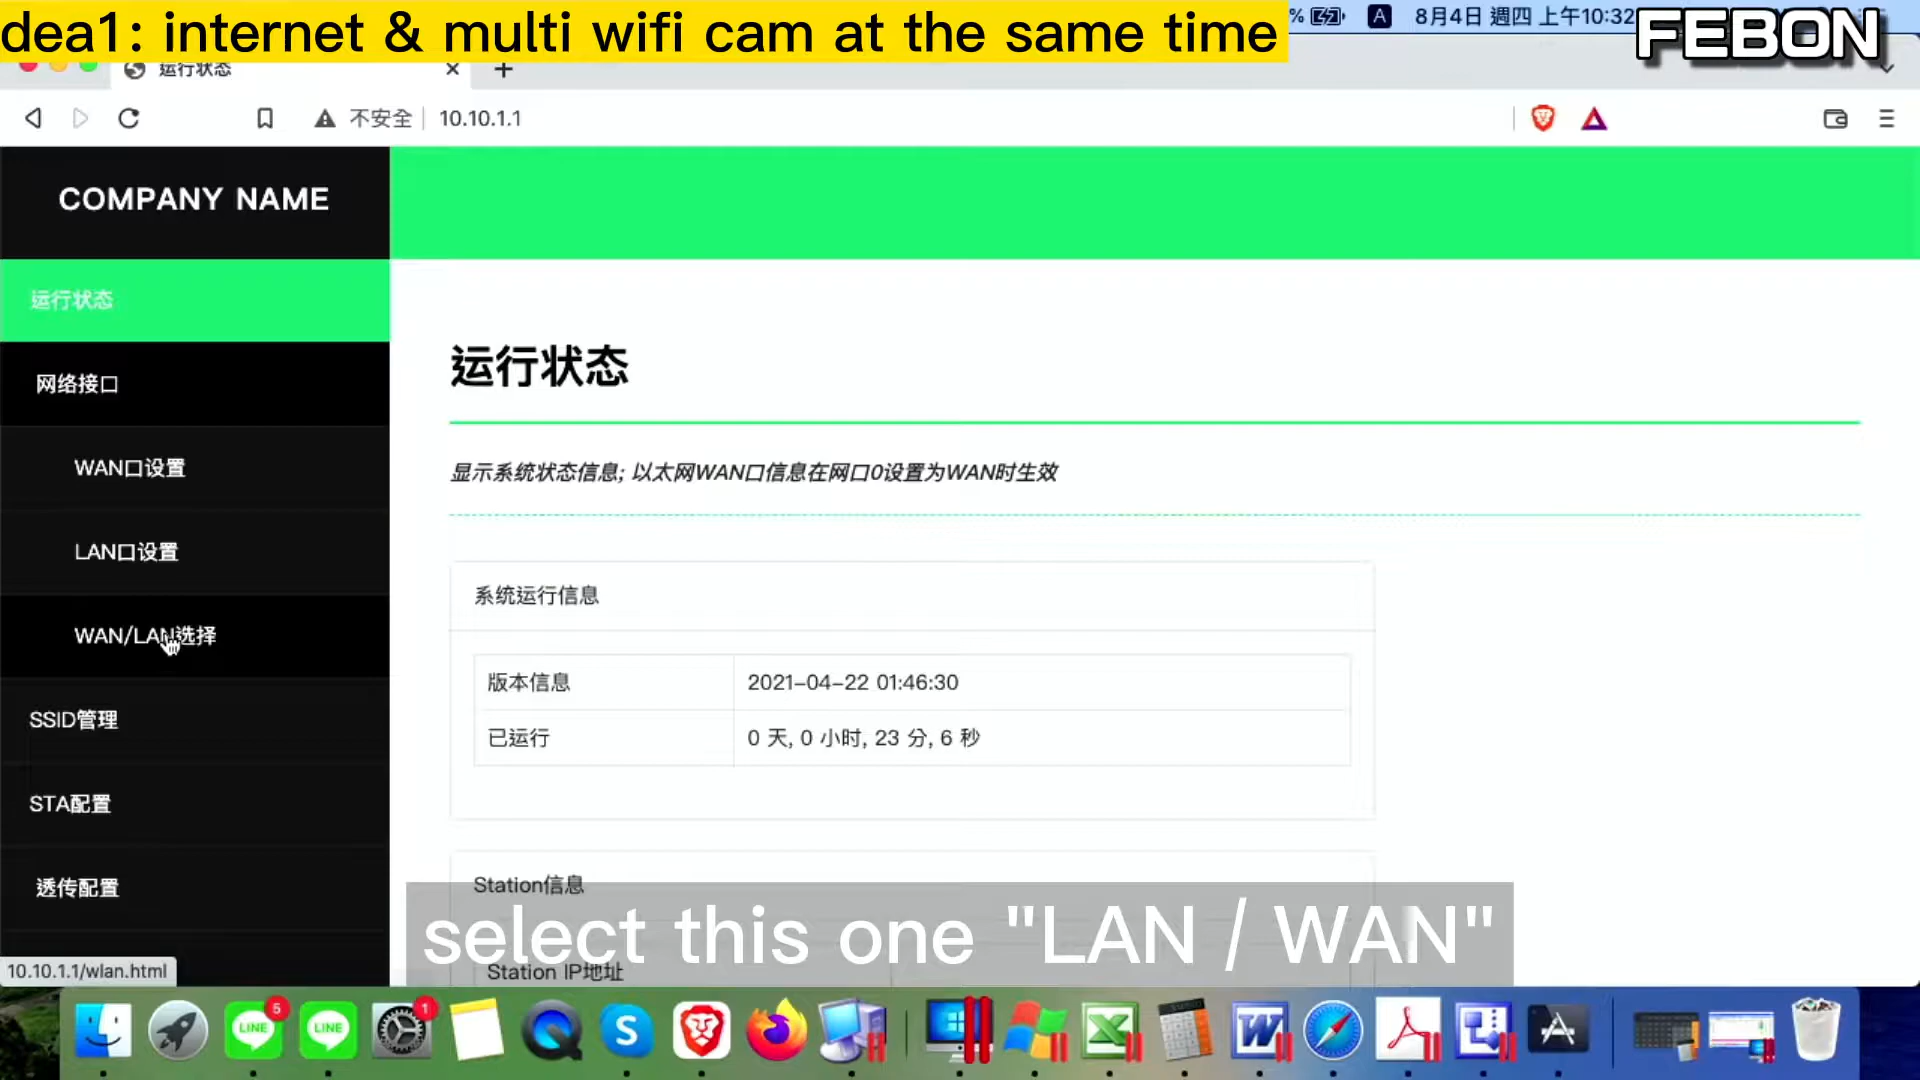 dea1: internet & multi wifi cam at the same time
% A 8月4日 週四 上午10:32
FEBON
运行状态
不安全 10.10.1.1
COMPANY NAME
运行状态
网络接口
WAN口设置
LAN口设置
WAN/LAN选择
SSID管理
STA配置
透传配置
运行状态
显示系统状态信息; 以太网WAN口信息在网口0设置为WAN时生效
系统运行信息
版本信息 2021-04-22 01:46:30
已运行 0 天, 0 小时, 23 分, 6 秒
Station信息
select this one "LAN / WAN"
Station IP地址
10.10.1.1/wlan.html
LINE 5
LINE
1